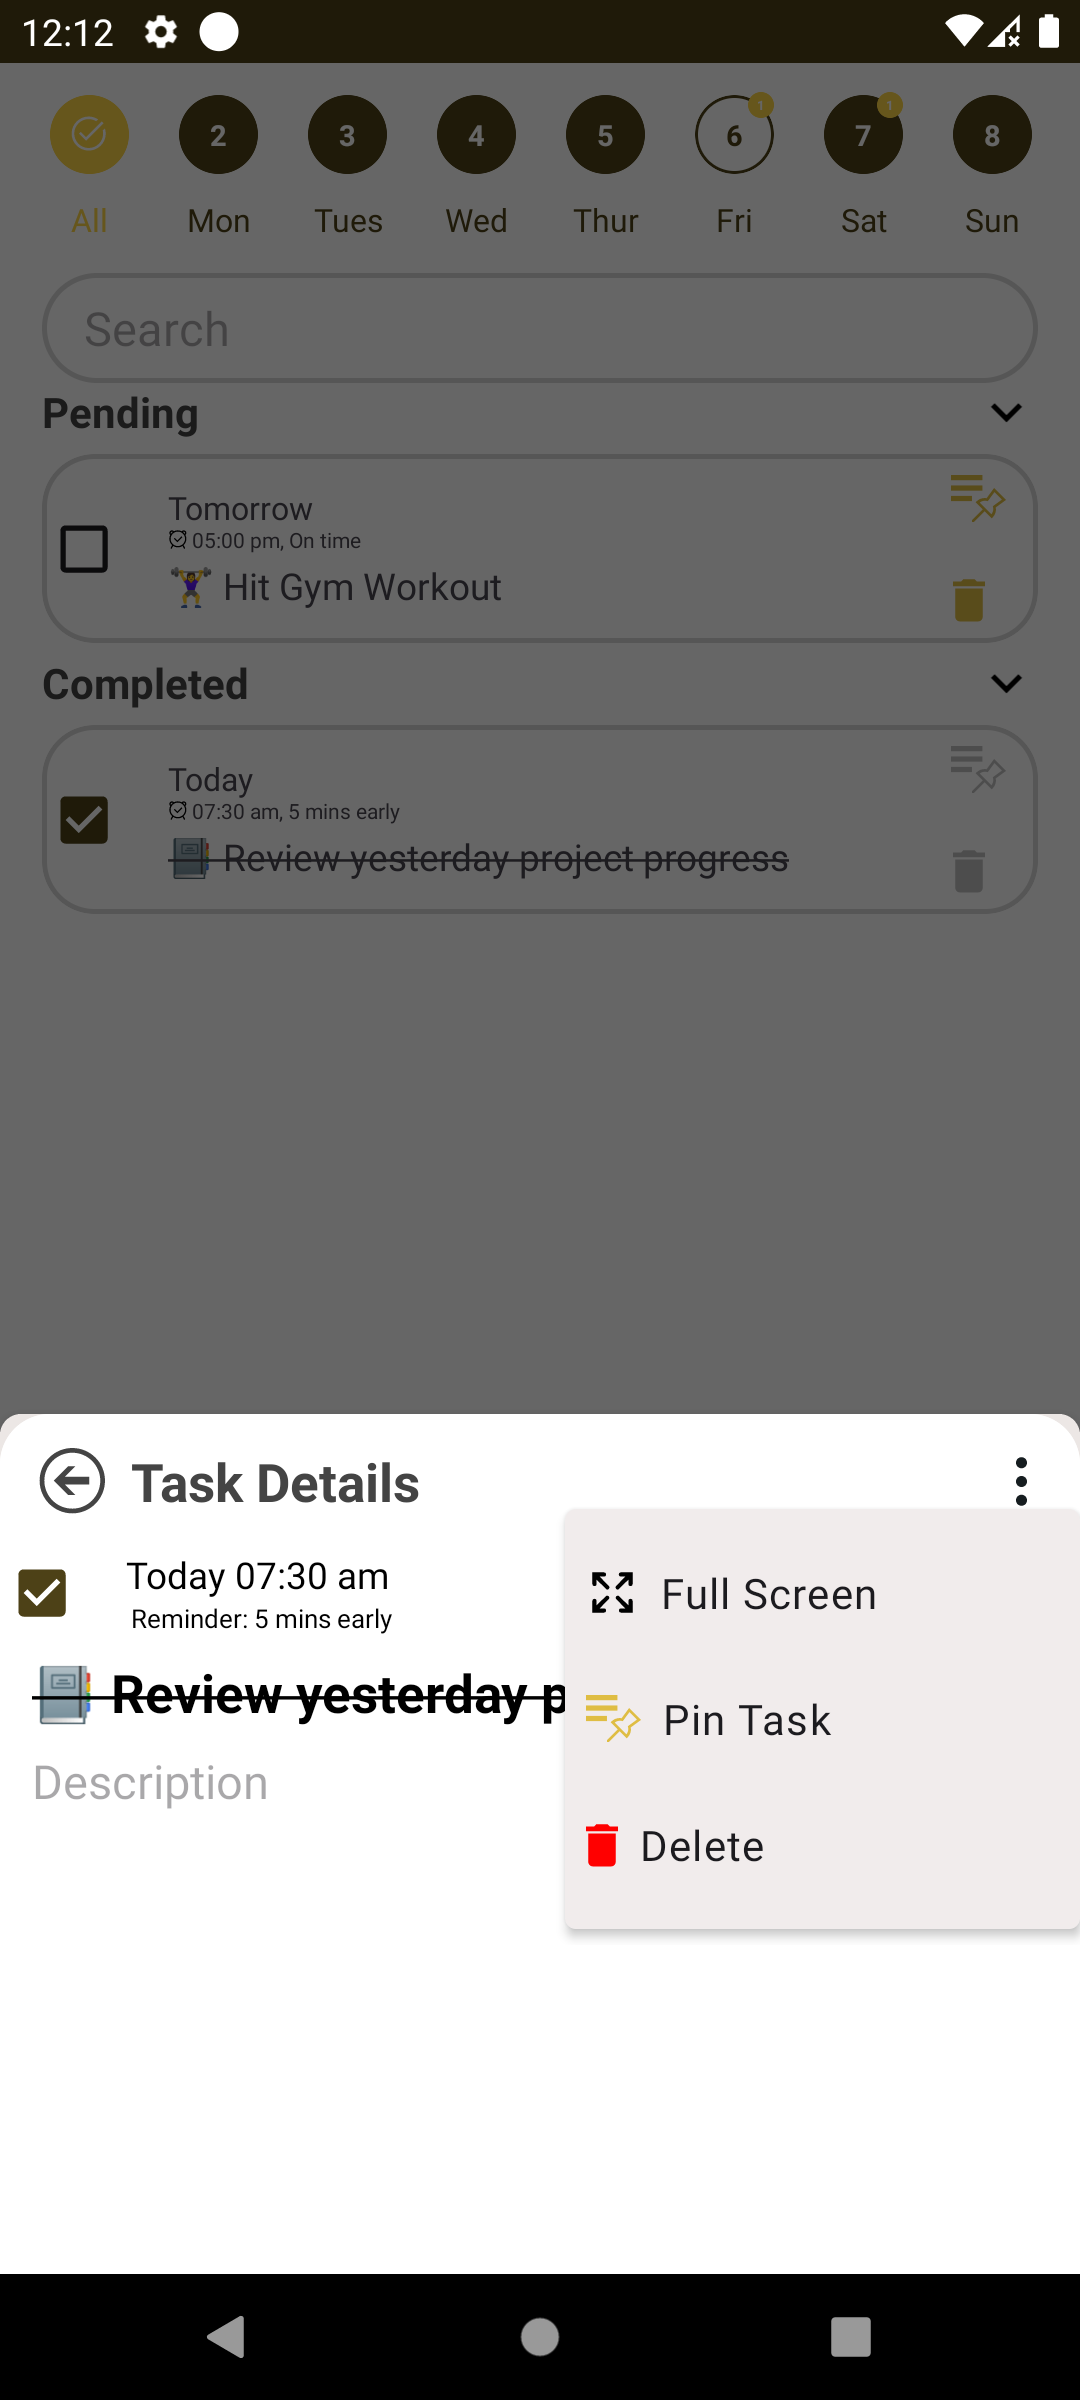 12:12
2 3 4 5 6 1 7 1 8
All Mon Tues Wed Thur Fri Sat Sun
Search
Pending
Tomorrow
05:00 pm, On time
Hit Gym Workout
Completed
Today
07:30 am, 5 mins early
Review yesterday project progress
Task Details
Today 07:30 am
Reminder: 5 mins early
Review yesterday p
Description
Full Screen
Pin Task
Delete